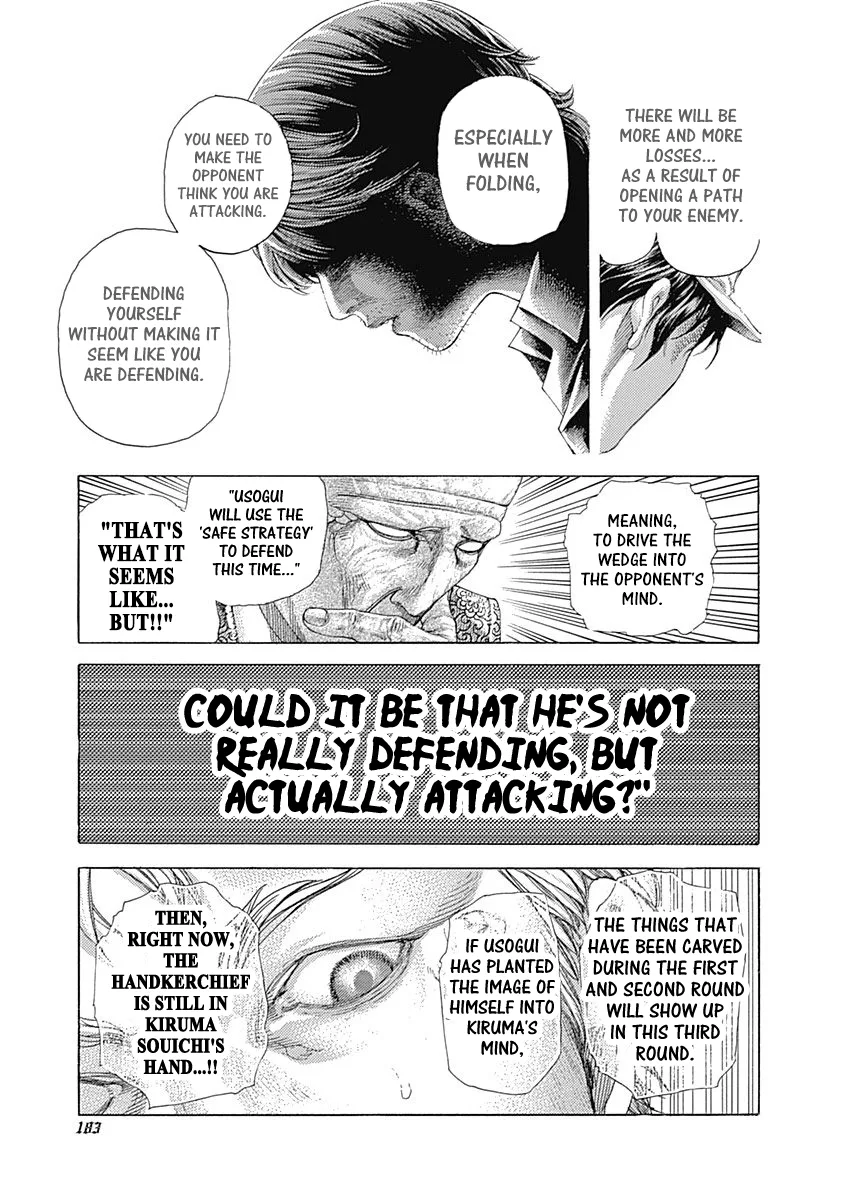 THERE WILL BE
MORE AND MORE
LOSSES...
AS A RESULT OF
OPENING A PATH
TO YOUR ENEMY.
ESPECIALLY
WHEN
FOLDING,
YOU NEED TO
MAKE THE
OPPONENT
THINK YOU ARE
ATTACKING.
DEFENDING
YOURSELF
WITHOUT MAKING IT
SEEM LIKE YOU
ARE DEFENDING.
MEANING,
TO DRIVE THE
WEDGE INTO
THE OPPONENT'S
MIND.
"USOGUI
WILL USE THE
'SAFE STRATEGY'
TO DEFEND
THIS TIME..."
"THAT'S
WHAT IT
SEEMS
LIKE...
BUT!!"
COULD IT BE THAT HE'S NOT
REALLY DEFENDING, BUT
ACTUALLY ATTACKING?"
THE THINGS THAT
HAVE BEEN CARVED
DURING THE FIRST
AND SECOND ROUND
WILL SHOW UP
IN THIS THIRD
ROUND.
IF USOGUI
HAS PLANTED
THE IMAGE OF
HIMSELF INTO
KIRUMA'S
MIND,
THEN,
RIGHT NOW,
THE
HANDKERCHIEF
IS STILL IN
KIRUMA
SOUICHI'S
HAND...!!
183